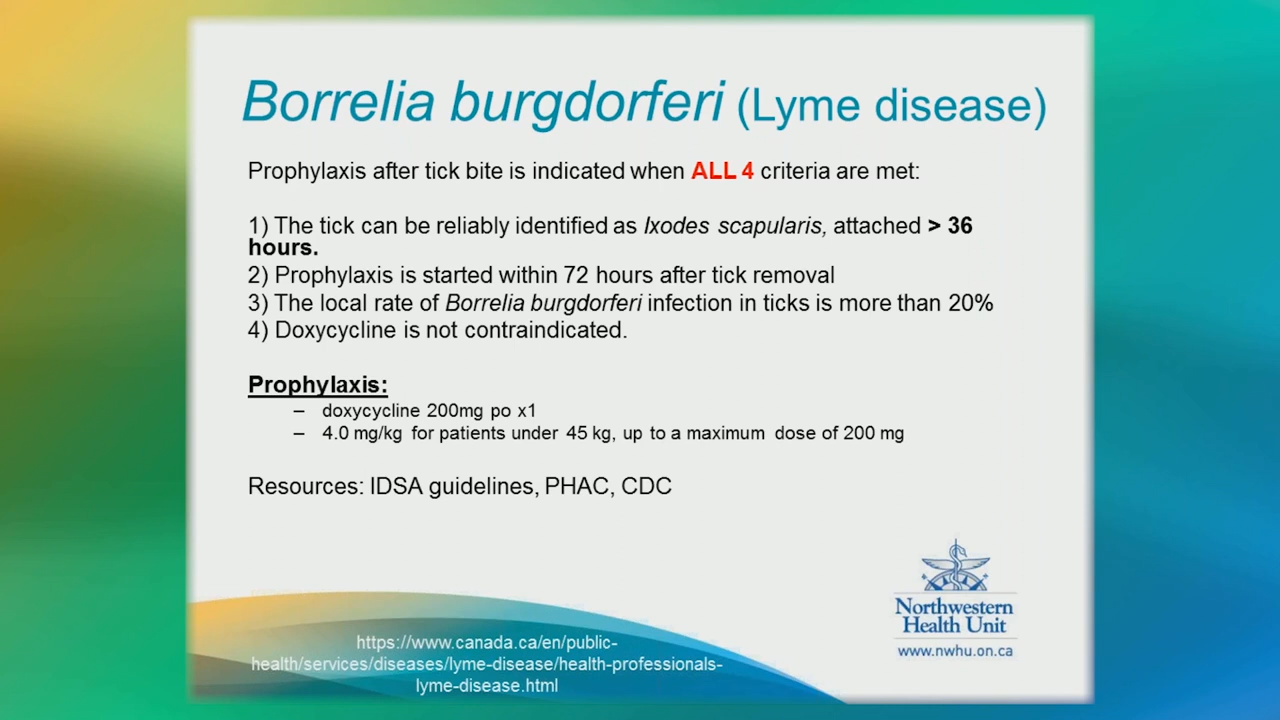 Borrelia burgdorferi (Lyme disease)
Prophylaxis after tick bite is indicated when ALL 4 criteria are met:
1) The tick can be reliably identified as Ixodes scapularis, attached > 36
hours.
2) Prophylaxis is started within 72 hours after tick removal
3) The local rate of Borrelia burgdorferi infection in ticks is more than 20%
4) Doxycycline is not contraindicated.
Prophylaxis:
– doxycycline 200mg po x1
– 4.0 mg/kg for patients under 45 kg, up to a maximum dose of 200 mg
Resources: IDSA guidelines, PHAC, CDC
Northwestern
Health Unit
www.nwhu.on.ca
https://www.canada.ca/en/public-
health/services/diseases/lyme-disease/health-professionals-
lyme-disease.html